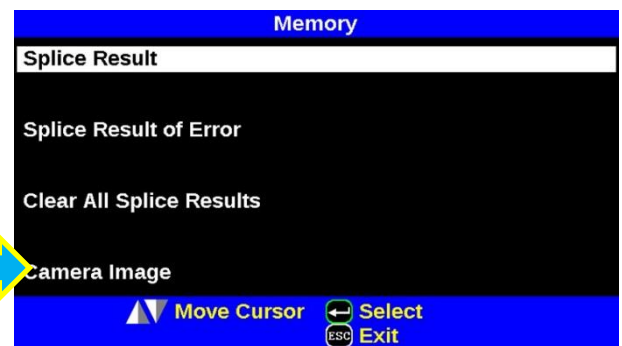 Memory
Splice Result
Splice Result of Error
Clear All Splice Results
Camera Image
Move Cursor Select
ESC Exit